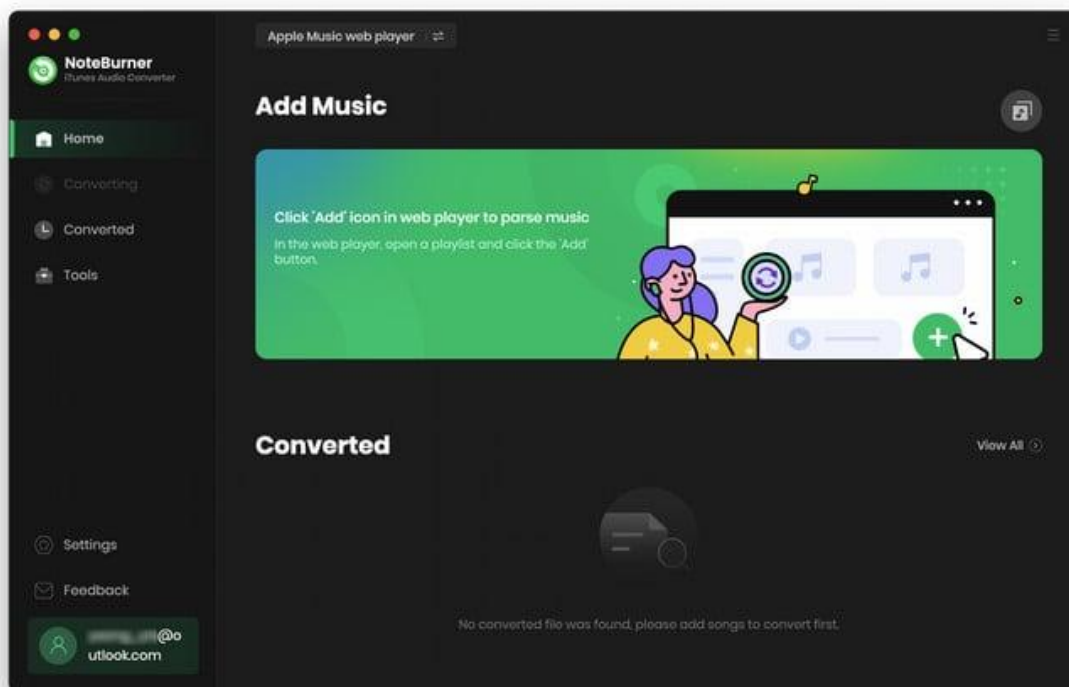 NoteBurner
iTunes Audio Converter
Home
Converting
Converted
Tools
Settings
Feedback
@o
utlook.com
Apple Music web player
Add Music
Click 'Add' icon in web player to parse music
In the web player, open a playlist and click the 'Add'
button.
Converted
View All
No converted file was found, please add songs to convert first.